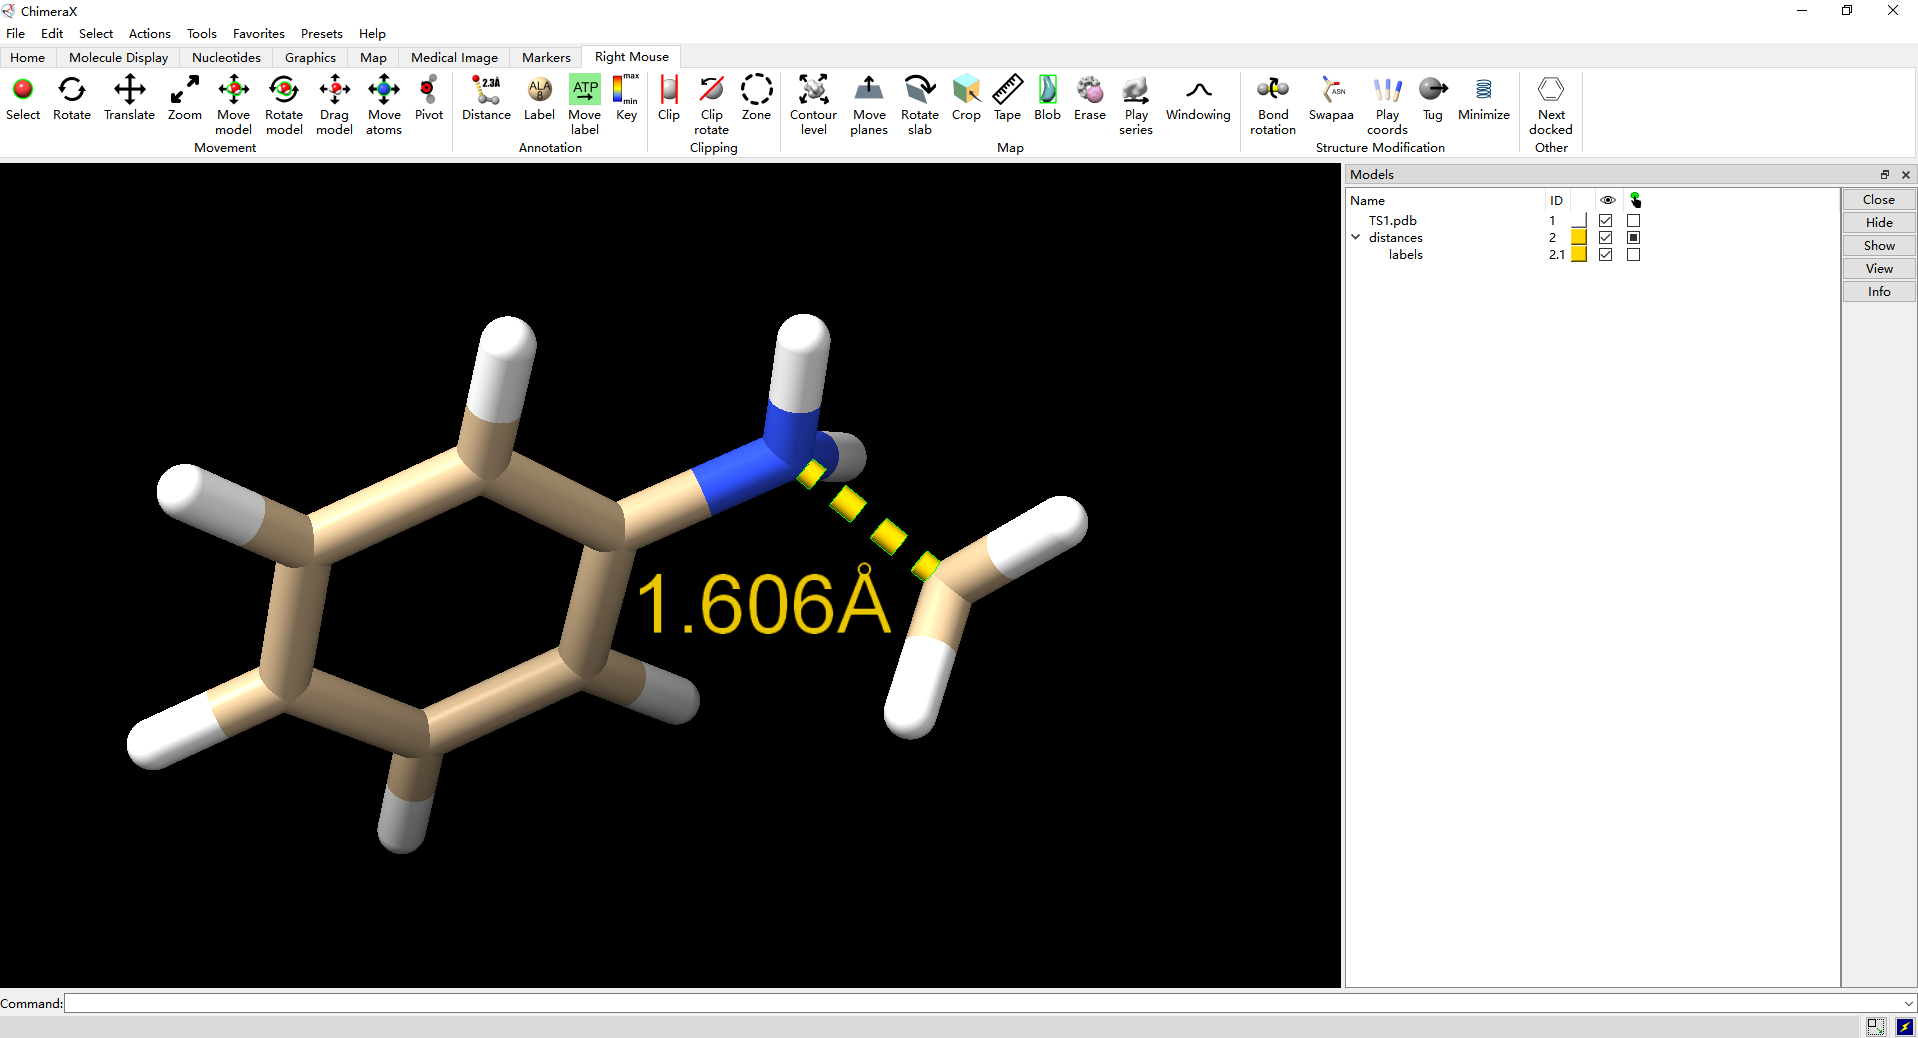 ChimeraX
File Edit Select Actions Tools Favorites Presets Help
Home Molecule Display Nucleotides Graphics Map Medical Image Markers Right Mouse
2.3Å ALA 8 ATP max min ASN
Select Rotate Translate Zoom Move model Rotate model Drag model Move atoms Pivot Distance Label Move label Key Clip Clip rotate Zone Contour level Move planes Rotate slab Crop Tape Blob Erase Play series Windowing Bond rotation Swapaa Play coords Tug Minimize Next docked
Movement Annotation Clipping Map Structure Modification Other
Models
Name ID
TS1.pdb 1
distances 2
labels 2.1
Close
Hide
Show
View
Info
1.606Å
Command: